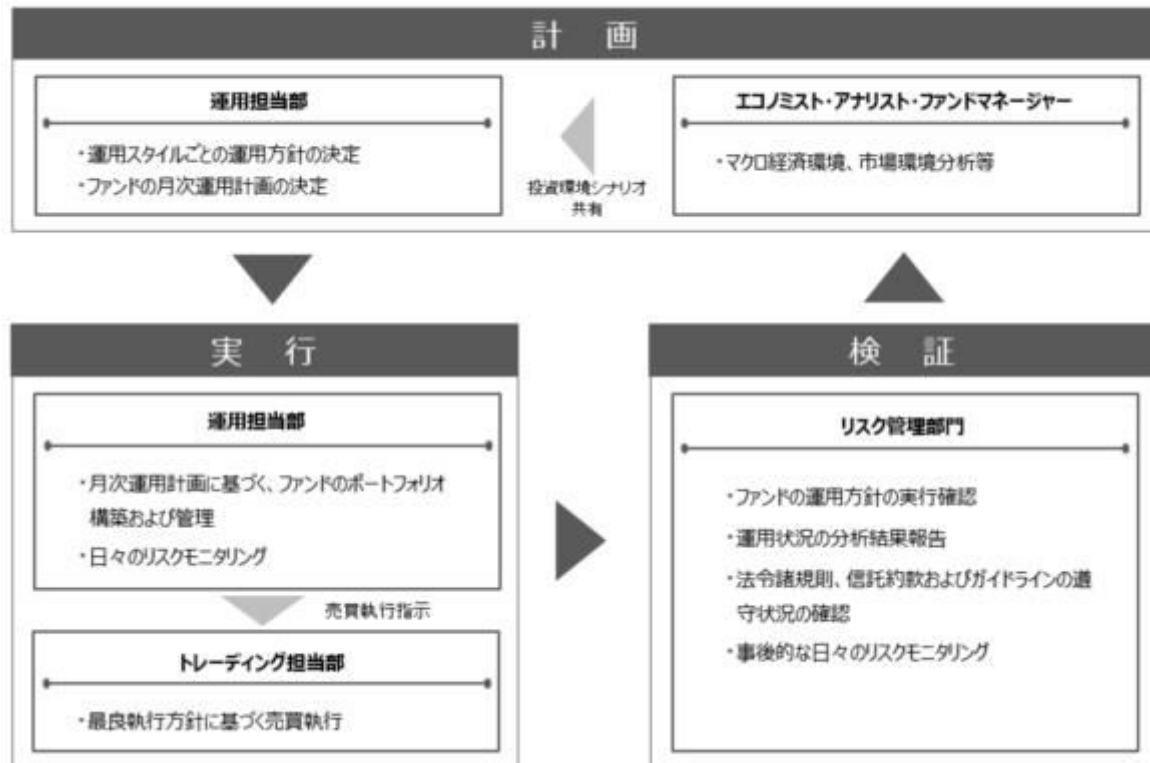 計 画
運用担当部
・運用スタイルごとの運用方針の決定
・ファンドの月次運用計画の決定
投資環境シナリオ
共有
エコノミスト・アナリスト・ファンドマネージャー
・マクロ経済環境、市場環境分析等
実 行
運用担当部
・月次運用計画に基づく、ファンドのポートフォリオ
構築および管理
・日々のリスクモニタリング
売買執行指示
トレーディング担当部
・最良執行方針に基づく売買執行
検 証
リスク管理部門
・ファンドの運用方針の実行確認
・運用状況の分析結果報告
・法令諸規則、信託約款およびガイドラインの遵
守状況の確認
・事後的な日々のリスクモニタリング